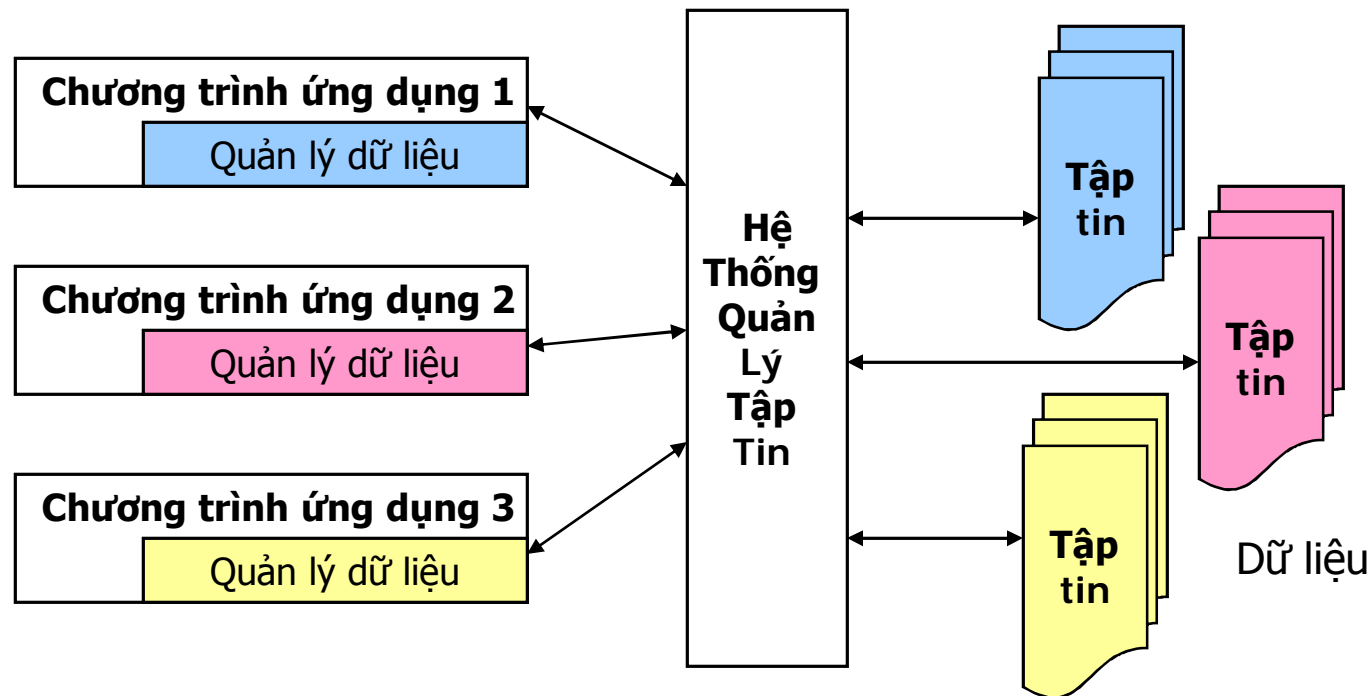 Chương trình ứng dụng 1
Quản lý dữ liệu
Chương trình ứng dụng 2
Quản lý dữ liệu
Chương trình ứng dụng 3
Quản lý dữ liệu
Hệ
Thống
Quản
Lý
Tập
Tin
Tập
tin
Tập
tin
Tập
tin
Dữ liệu